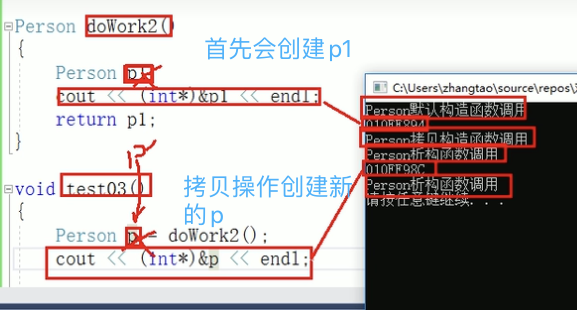 Person doWork2()
{
首先会创建p1
Person p1;
cout << (int*)&p1 << endl;
return p1;
}
void test03()
{
拷贝操作创建新的p
Person p = doWork2();
cout << (int*)&p << endl;
C:\Users\zhangtao\source\repos\
Person默认构造函数调用
010FF894
Person拷贝构造函数调用
Person析构函数调用
010FF98C
Person析构函数调用
请按任意键继续. . .